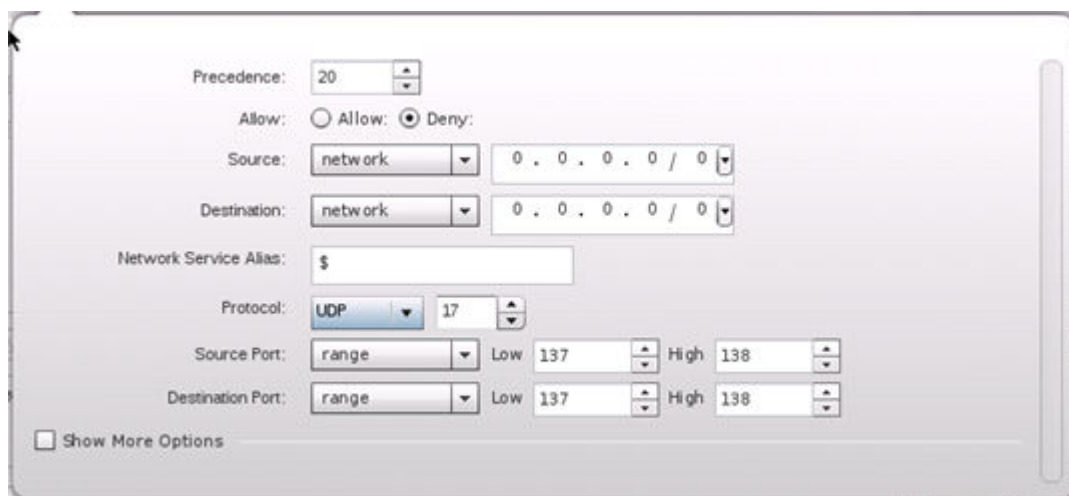 Precedence: 20
Allow: Allow: Deny:
Source: network 0 . 0 . 0 . 0 / 0
Destination: network 0 . 0 . 0 . 0 / 0
Network Service Alias: $
Protocol: UDP 17
Source Port: range Low 137 High 138
Destination Port: range Low 137 High 138
Show More Options